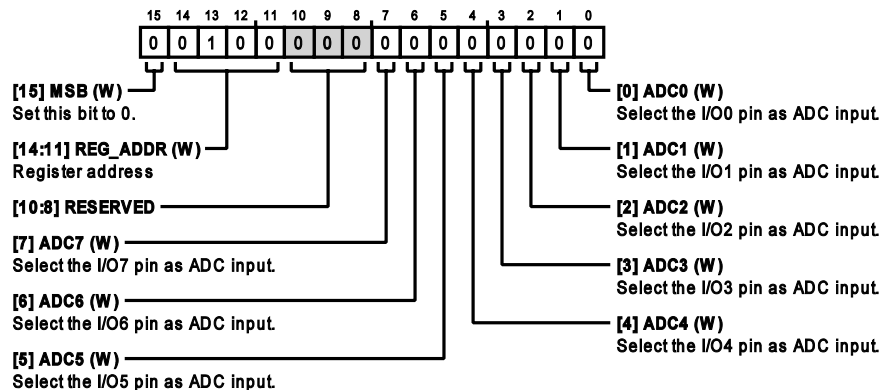 15 14 13 12 11 10 9 8 7 6 5 4 3 2 1 0
0 0 1 0 0 0 0 0 0 0 0 0 0 0 0 0
[15] MSB (W)
Set this bit to 0.
[14:11] REG_ADDR (W)
Register address
[10:8] RESERVED
[7] ADC7 (W)
Select the I/O7 pin as ADC input.
[6] ADC6 (W)
Select the I/O6 pin as ADC input.
[5] ADC5 (W)
Select the I/O5 pin as ADC input.
[0] ADC0 (W)
Select the I/O0 pin as ADC input.
[1] ADC1 (W)
Select the I/O1 pin as ADC input.
[2] ADC2 (W)
Select the I/O2 pin as ADC input.
[3] ADC3 (W)
Select the I/O3 pin as ADC input.
[4] ADC4 (W)
Select the I/O4 pin as ADC input.